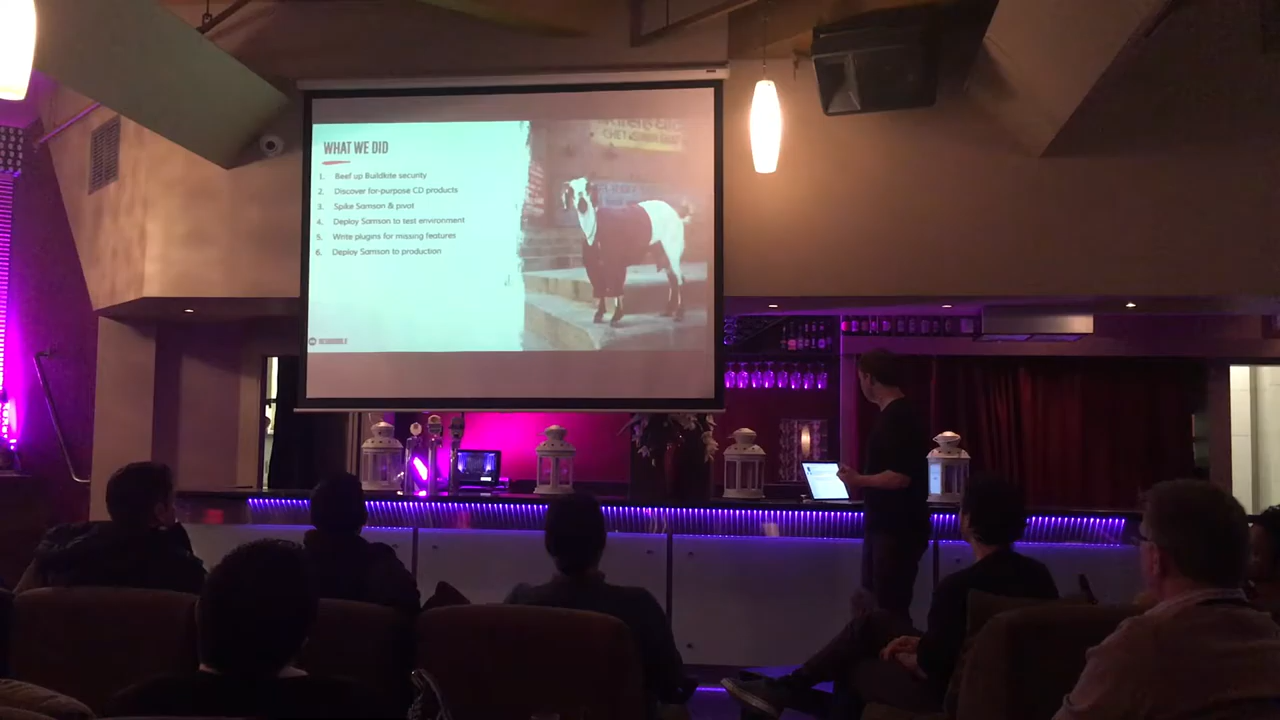 WHAT WE DID
1. Beef up Buildkite security
2. Discover for-purpose CD products
3. Spike Samson & pivot
4. Deploy Samson to test environment
5. Write plugins for missing features
6. Deploy Samson to production